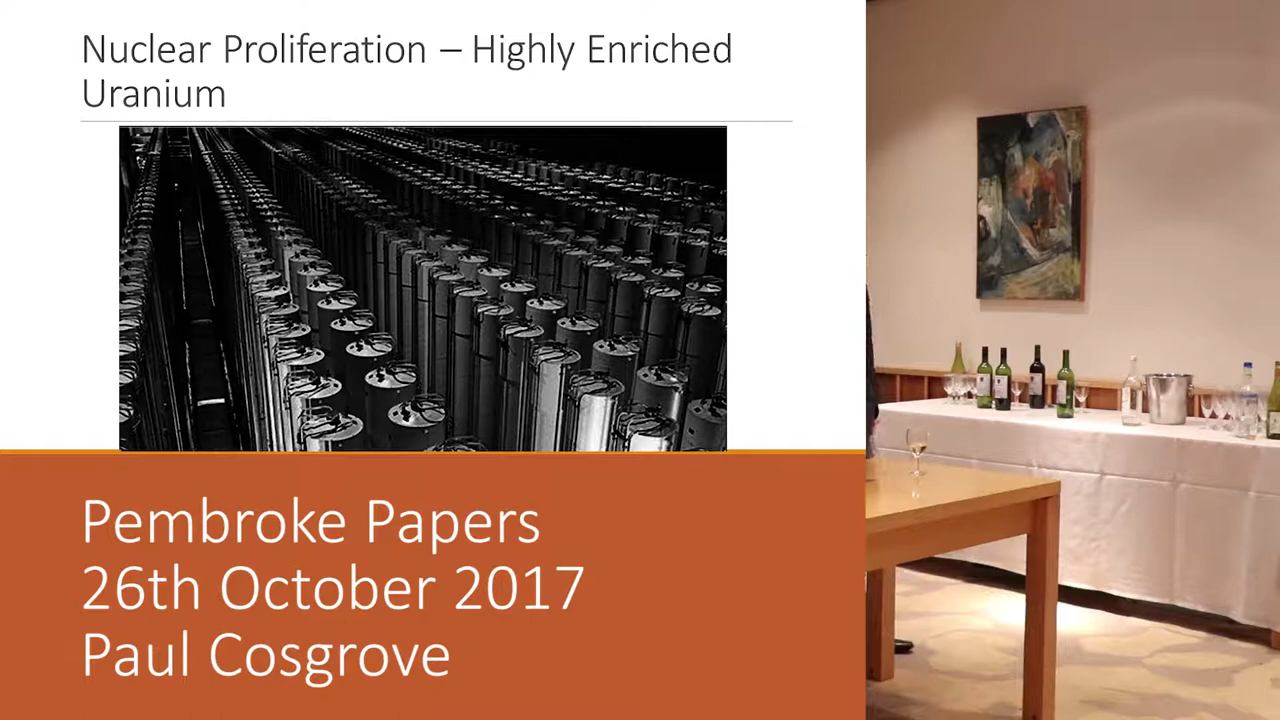 Nuclear Proliferation – Highly Enriched
Uranium
Pembroke Papers
26th October 2017
Paul Cosgrove